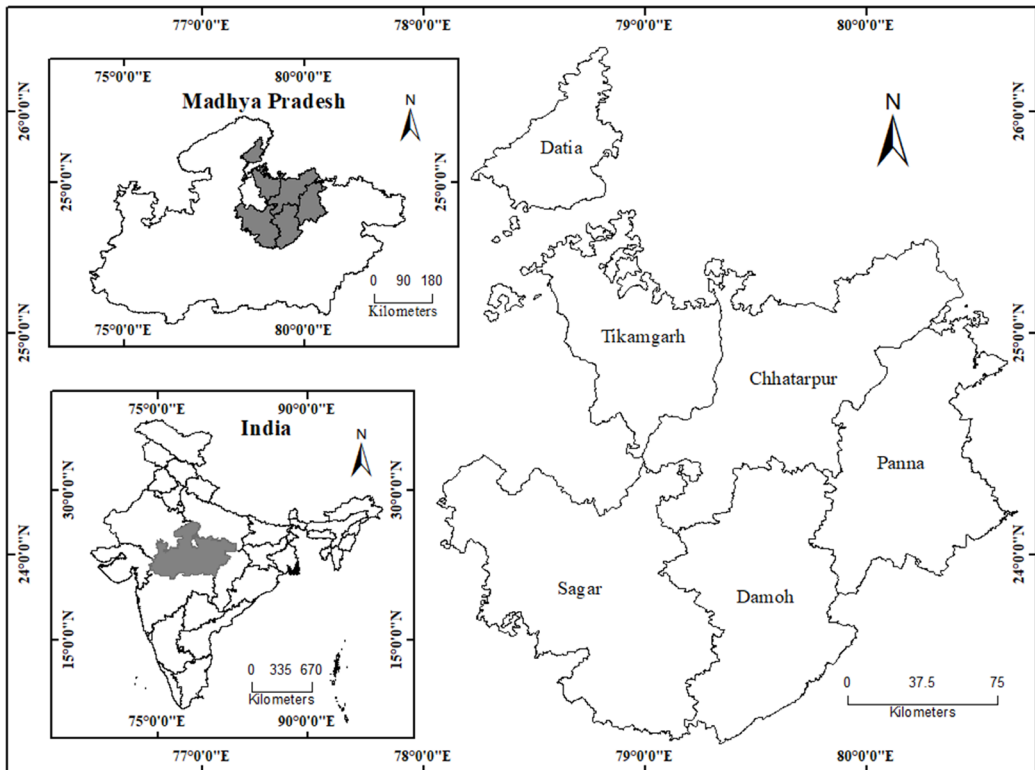 77°0'0"E 78°0'0"E 79°0'0"E 80°0'0"E
75°0'0"E 80°0'0"E
Madhya Pradesh
N
25°0'0"N 25°0'0"N
0 90 180
Kilometers
75°0'0"E 80°0'0"E
75°0'0"E 90°0'0"E
India
N
30°0'0"N 30°0'0"N
15°0'0"N 15°0'0"N
0 335 670
Kilometers
75°0'0"E 90°0'0"E
26°0'0"N 26°0'0"N
N
Datia
25°0'0"N 25°0'0"N
Tikamgarh
Chhatarpur
Panna
24°0'0"N 24°0'0"N
Sagar
Damoh
0 37.5 75
Kilometers
77°0'0"E 78°0'0"E 79°0'0"E 80°0'0"E